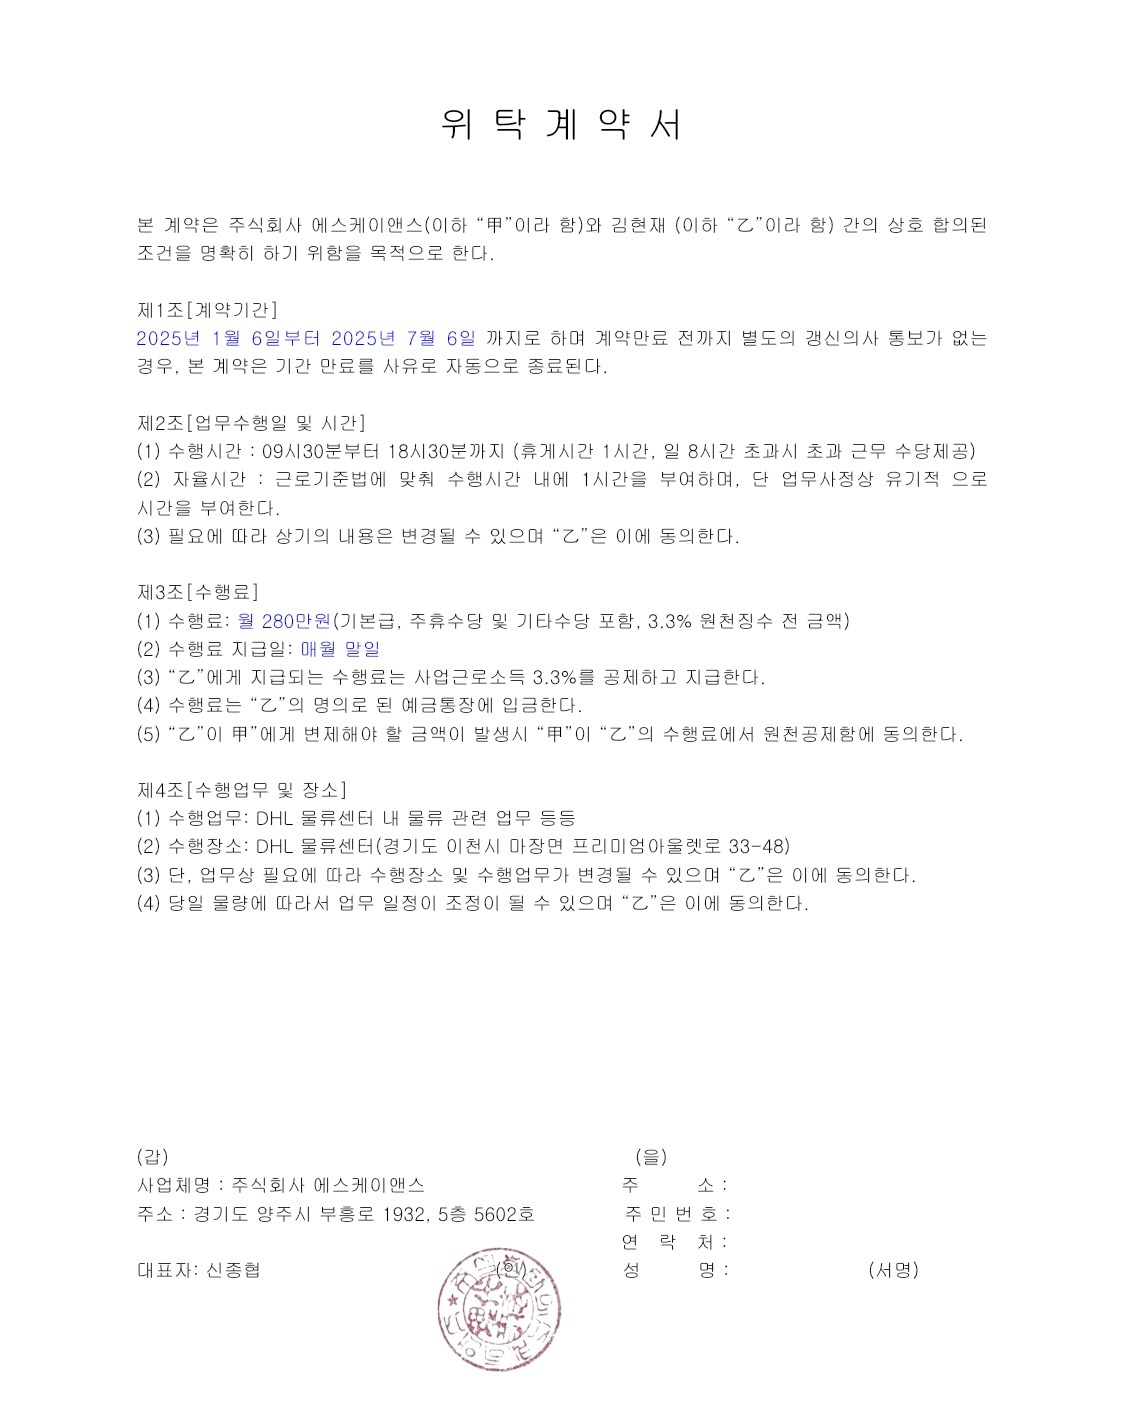 위 탁 계 약 서
본 계약은 주식회사 에스케이앤스(이하 “甲”이라 함)와 김현재 (이하 “乙”이라 함) 간의 상호 합의된
조건을 명확히 하기 위함을 목적으로 한다.
제1조[계약기간]
2025년 1월 6일부터 2025년 7월 6일 까지로 하며 계약만료 전까지 별도의 갱신의사 통보가 없는
경우, 본 계약은 기간 만료를 사유로 자동으로 종료된다.
제2조[업무수행일 및 시간]
(1) 수행시간 : 09시30분부터 18시30분까지 (휴게시간 1시간, 일 8시간 초과시 초과 근무 수당제공)
(2) 자율시간 : 근로기준법에 맞춰 수행시간 내에 1시간을 부여하며, 단 업무사정상 유기적 으로
시간을 부여한다.
(3) 필요에 따라 상기의 내용은 변경될 수 있으며 “乙”은 이에 동의한다.
제3조[수행료]
(1) 수행료: 월 280만원(기본급, 주휴수당 및 기타수당 포함, 3.3% 원천징수 전 금액)
(2) 수행료 지급일: 매월 말일
(3) “乙”에게 지급되는 수행료는 사업근로소득 3.3%를 공제하고 지급한다.
(4) 수행료는 “乙”의 명의로 된 예금통장에 입금한다.
(5) “乙”이 甲”에게 변제해야 할 금액이 발생시 “甲”이 “乙”의 수행료에서 원천공제함에 동의한다.
제4조[수행업무 및 장소]
(1) 수행업무: DHL 물류센터 내 물류 관련 업무 등등
(2) 수행장소: DHL 물류센터(경기도 이천시 마장면 프리미엄아울렛로 33-48)
(3) 단, 업무상 필요에 따라 수행장소 및 수행업무가 변경될 수 있으며 “乙”은 이에 동의한다.
(4) 당일 물량에 따라서 업무 일정이 조정이 될 수 있으며 “乙”은 이에 동의한다.
(갑) (을)
사업체명 : 주식회사 에스케이앤스 주 소 :
주소 : 경기도 양주시 부흥로 1932, 5층 5602호 주 민 번 호 :
연 락 처 :
대표자: 신종협 (인) 성 명 : (서명)